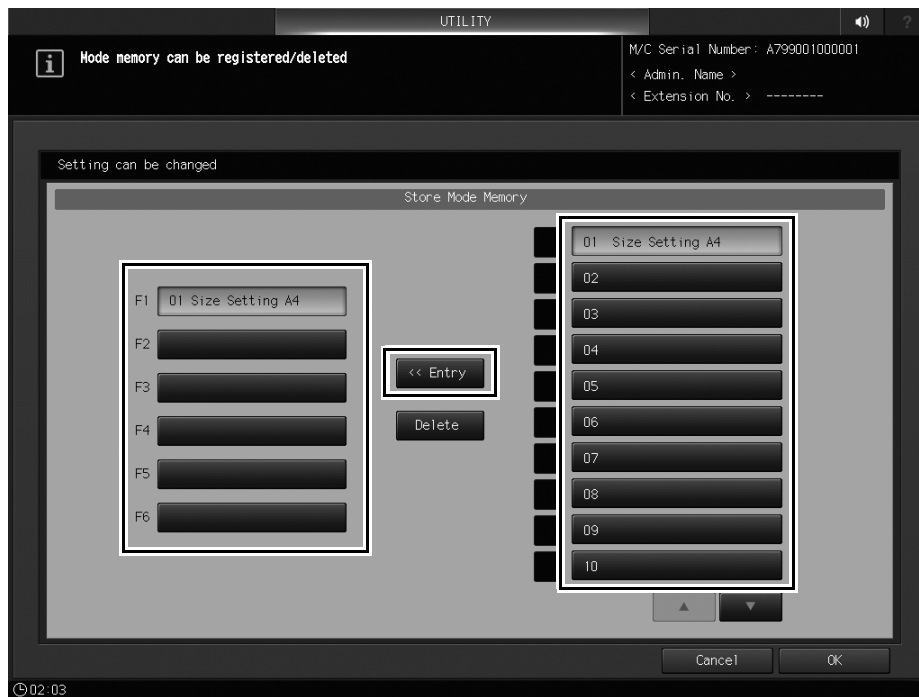 UTILITY
?
i
Mode memory can be registered/deleted
M/C Serial Number: A799001000001
< Admin. Name >
< Extension No. > --------
Setting can be changed
Store Mode Memory
F1 01 Size Setting A4
F2
F3
F4
F5
F6
<< Entry
Delete
01 Size Setting A4
02
03
04
05
06
07
08
09
10
Cancel
OK
02:03